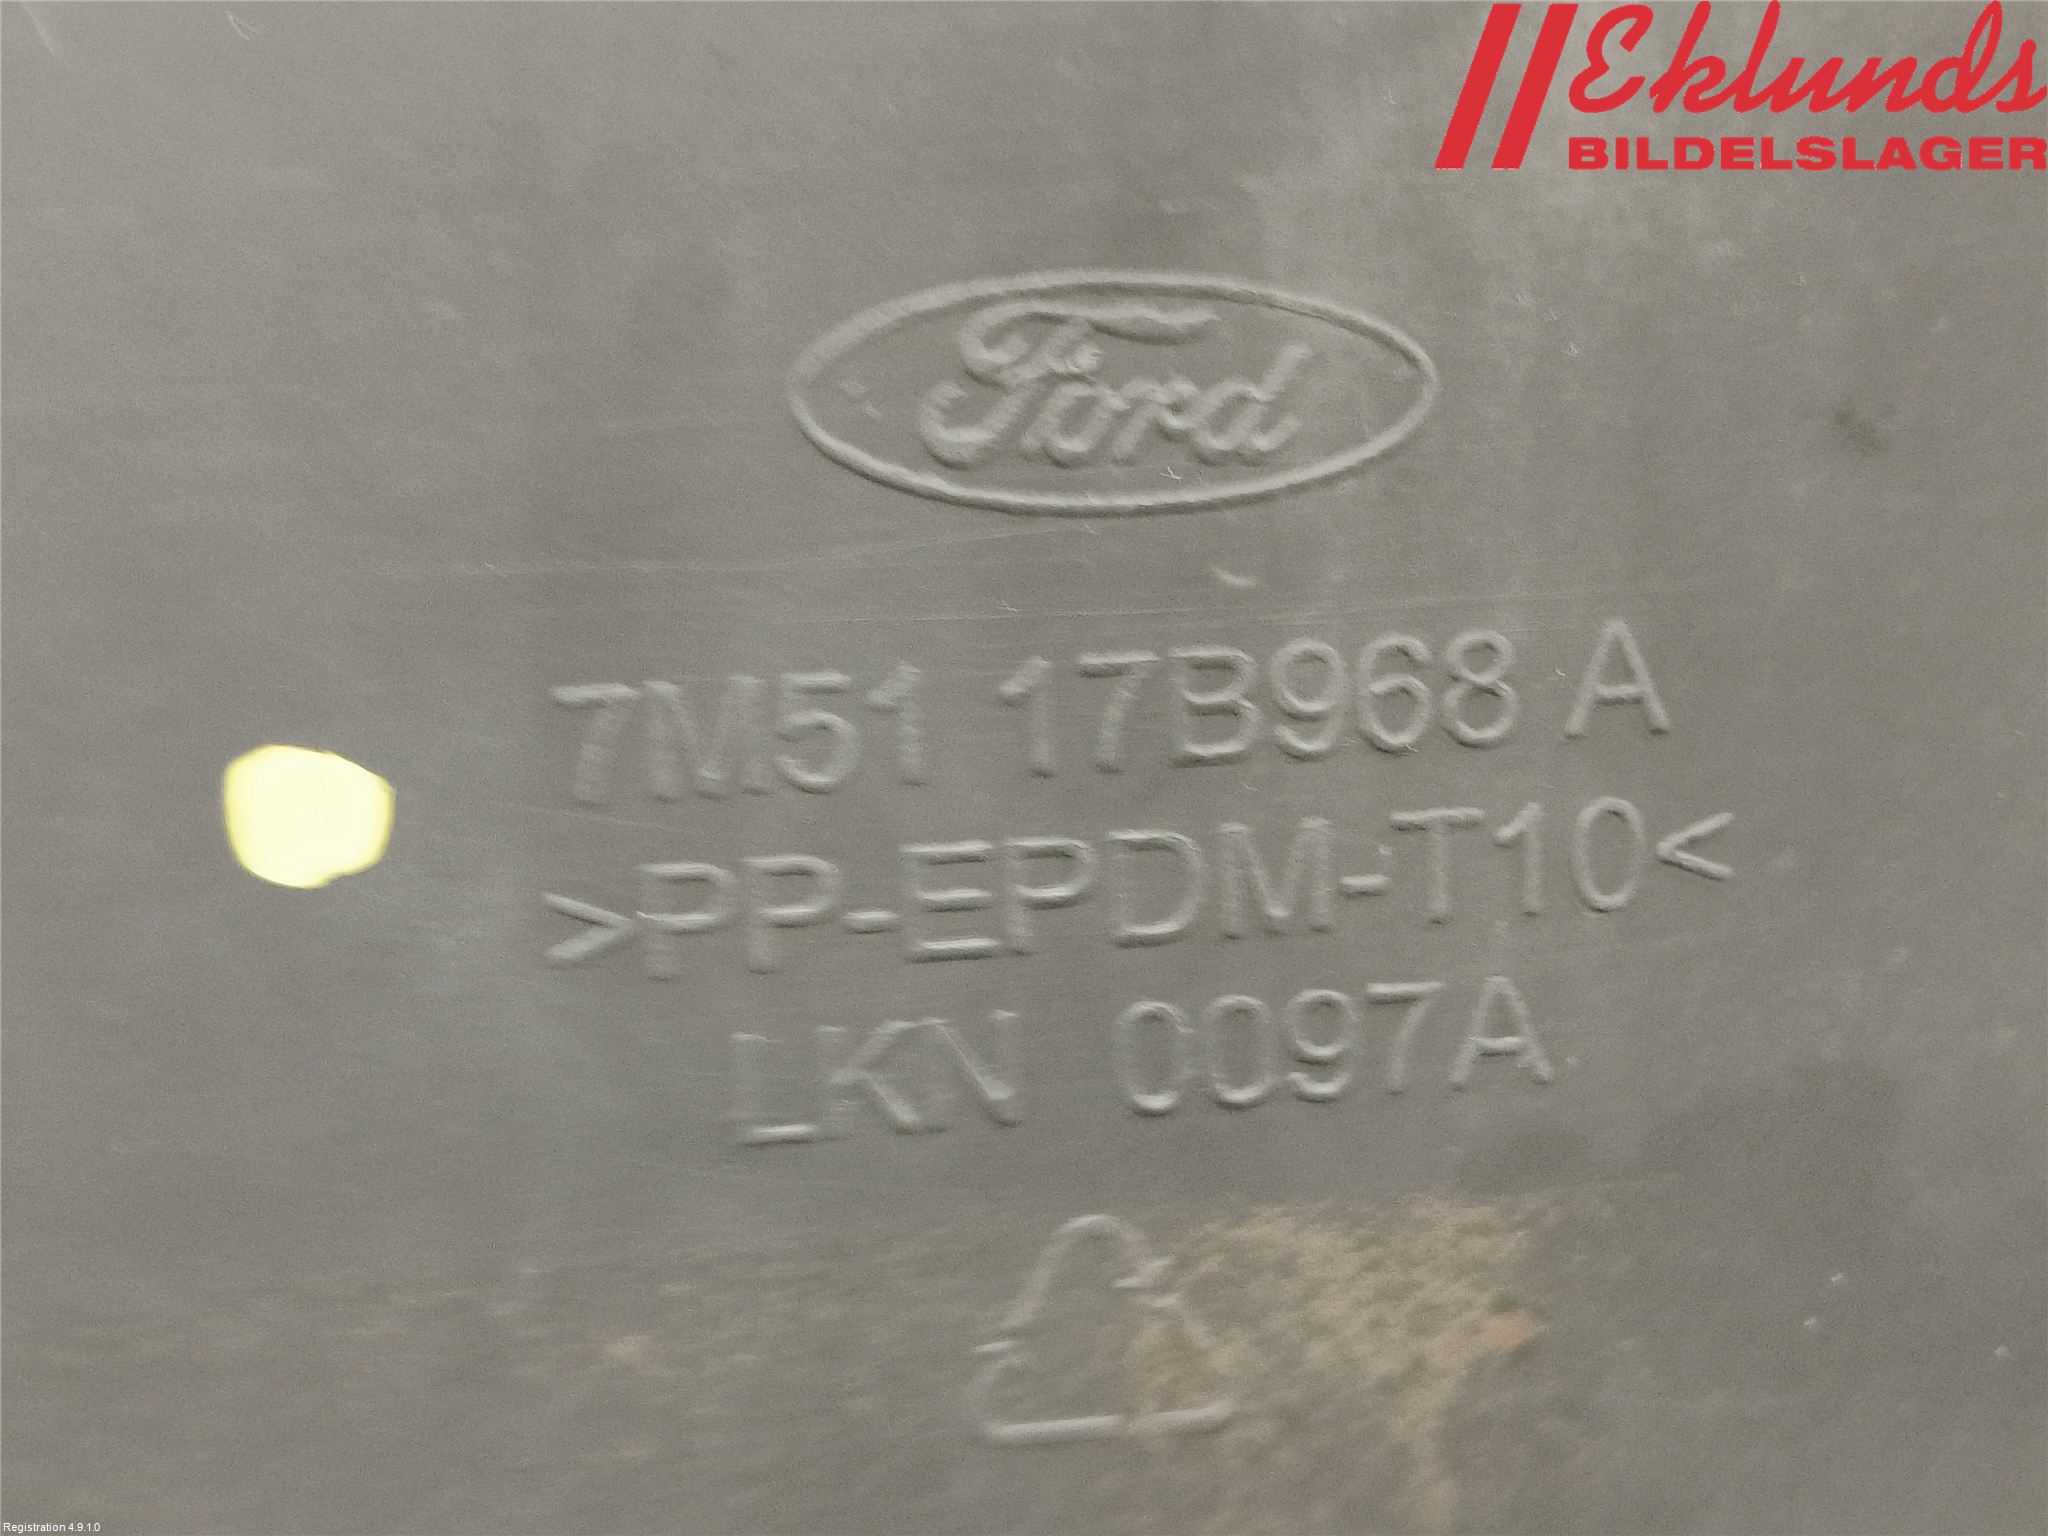 Eklunds
BILDELSLAGER
Ford
7M51 17B968 A
>PP-EPDM-T10<
LKN 0097A
Registration 4.9.1.0